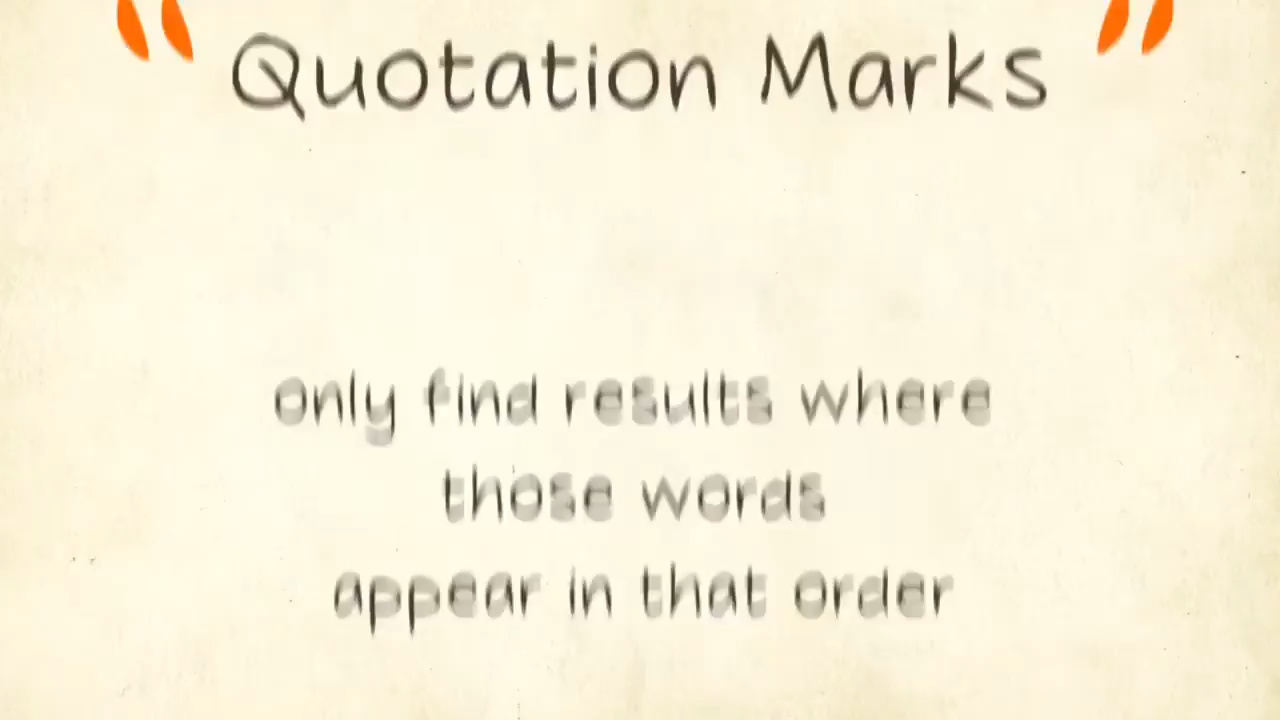 “ Quotation Marks ”
only find results where
those words
appear in that order